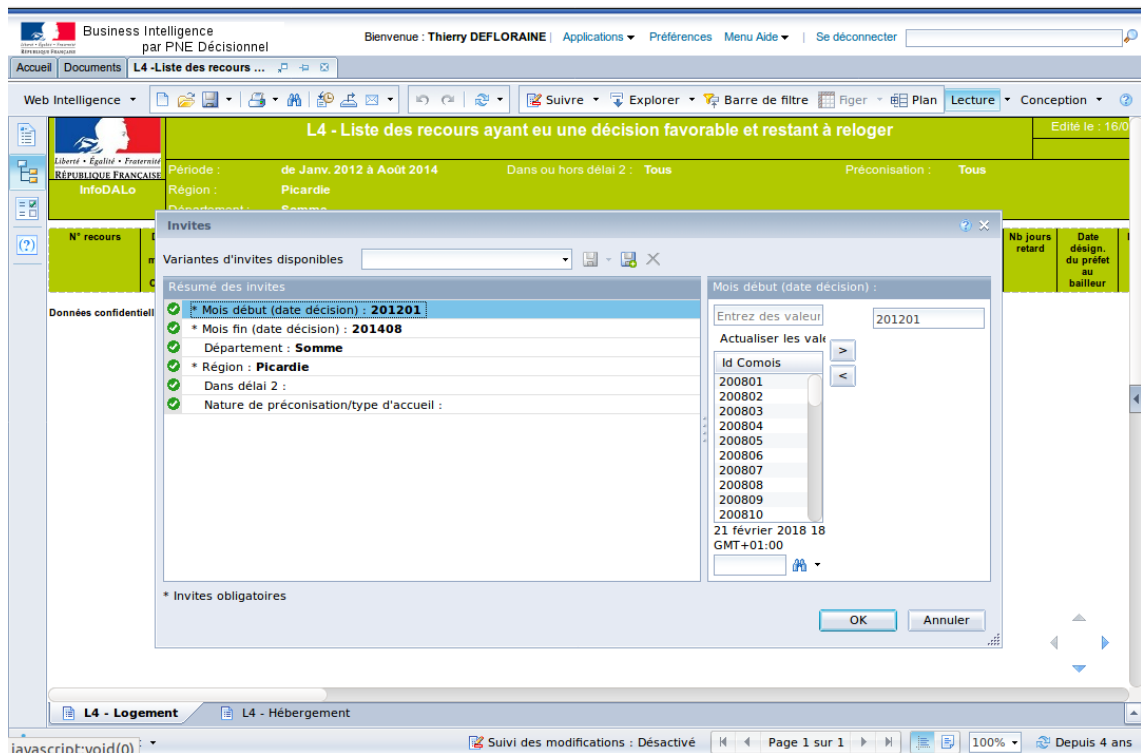 Business Intelligence
par PNE Décisionnel
Bienvenue : Thierry DEFLORAINE | Applications Préférences Menu Aide | Se déconnecter
Liberté • Égalité • Fraternité
RÉPUBLIQUE FRANÇAISE
Accueil Documents L4 -Liste des recours ...
Web Intelligence Suivre Explorer Barre de filtre Figer Plan Lecture Conception
L4 - Liste des recours ayant eu une décision favorable et restant à reloger
Edité le : 16/0
Liberté • Égalité • Fraternité
RÉPUBLIQUE FRANÇAISE
InfoDALo
Période : de Janv. 2012 à Août 2014 Dans ou hors délai 2 : Tous Préconisation : Tous
Région : Picardie
Département : Somme
N° recours
Nb jours retard
Date désign. du préfet au bailleur
Données confidentiell
Invites
Variantes d'invites disponibles
Résumé des invites
* Mois début (date décision) : 201201
* Mois fin (date décision) : 201408
Département : Somme
* Région : Picardie
Dans délai 2 :
Nature de préconisation/type d'accueil :
Mois début (date décision) :
Entrez des valeur
201201
Actualiser les vale
>
<
Id Comois
200801
200802
200803
200804
200805
200806
200807
200808
200809
200810
21 février 2018 18
GMT+01:00
* Invites obligatoires
OK Annuler
L4 - Logement L4 - Hébergement
javascript:void(0)
Suivi des modifications : Désactivé Page 1 sur 1 100% Depuis 4 ans